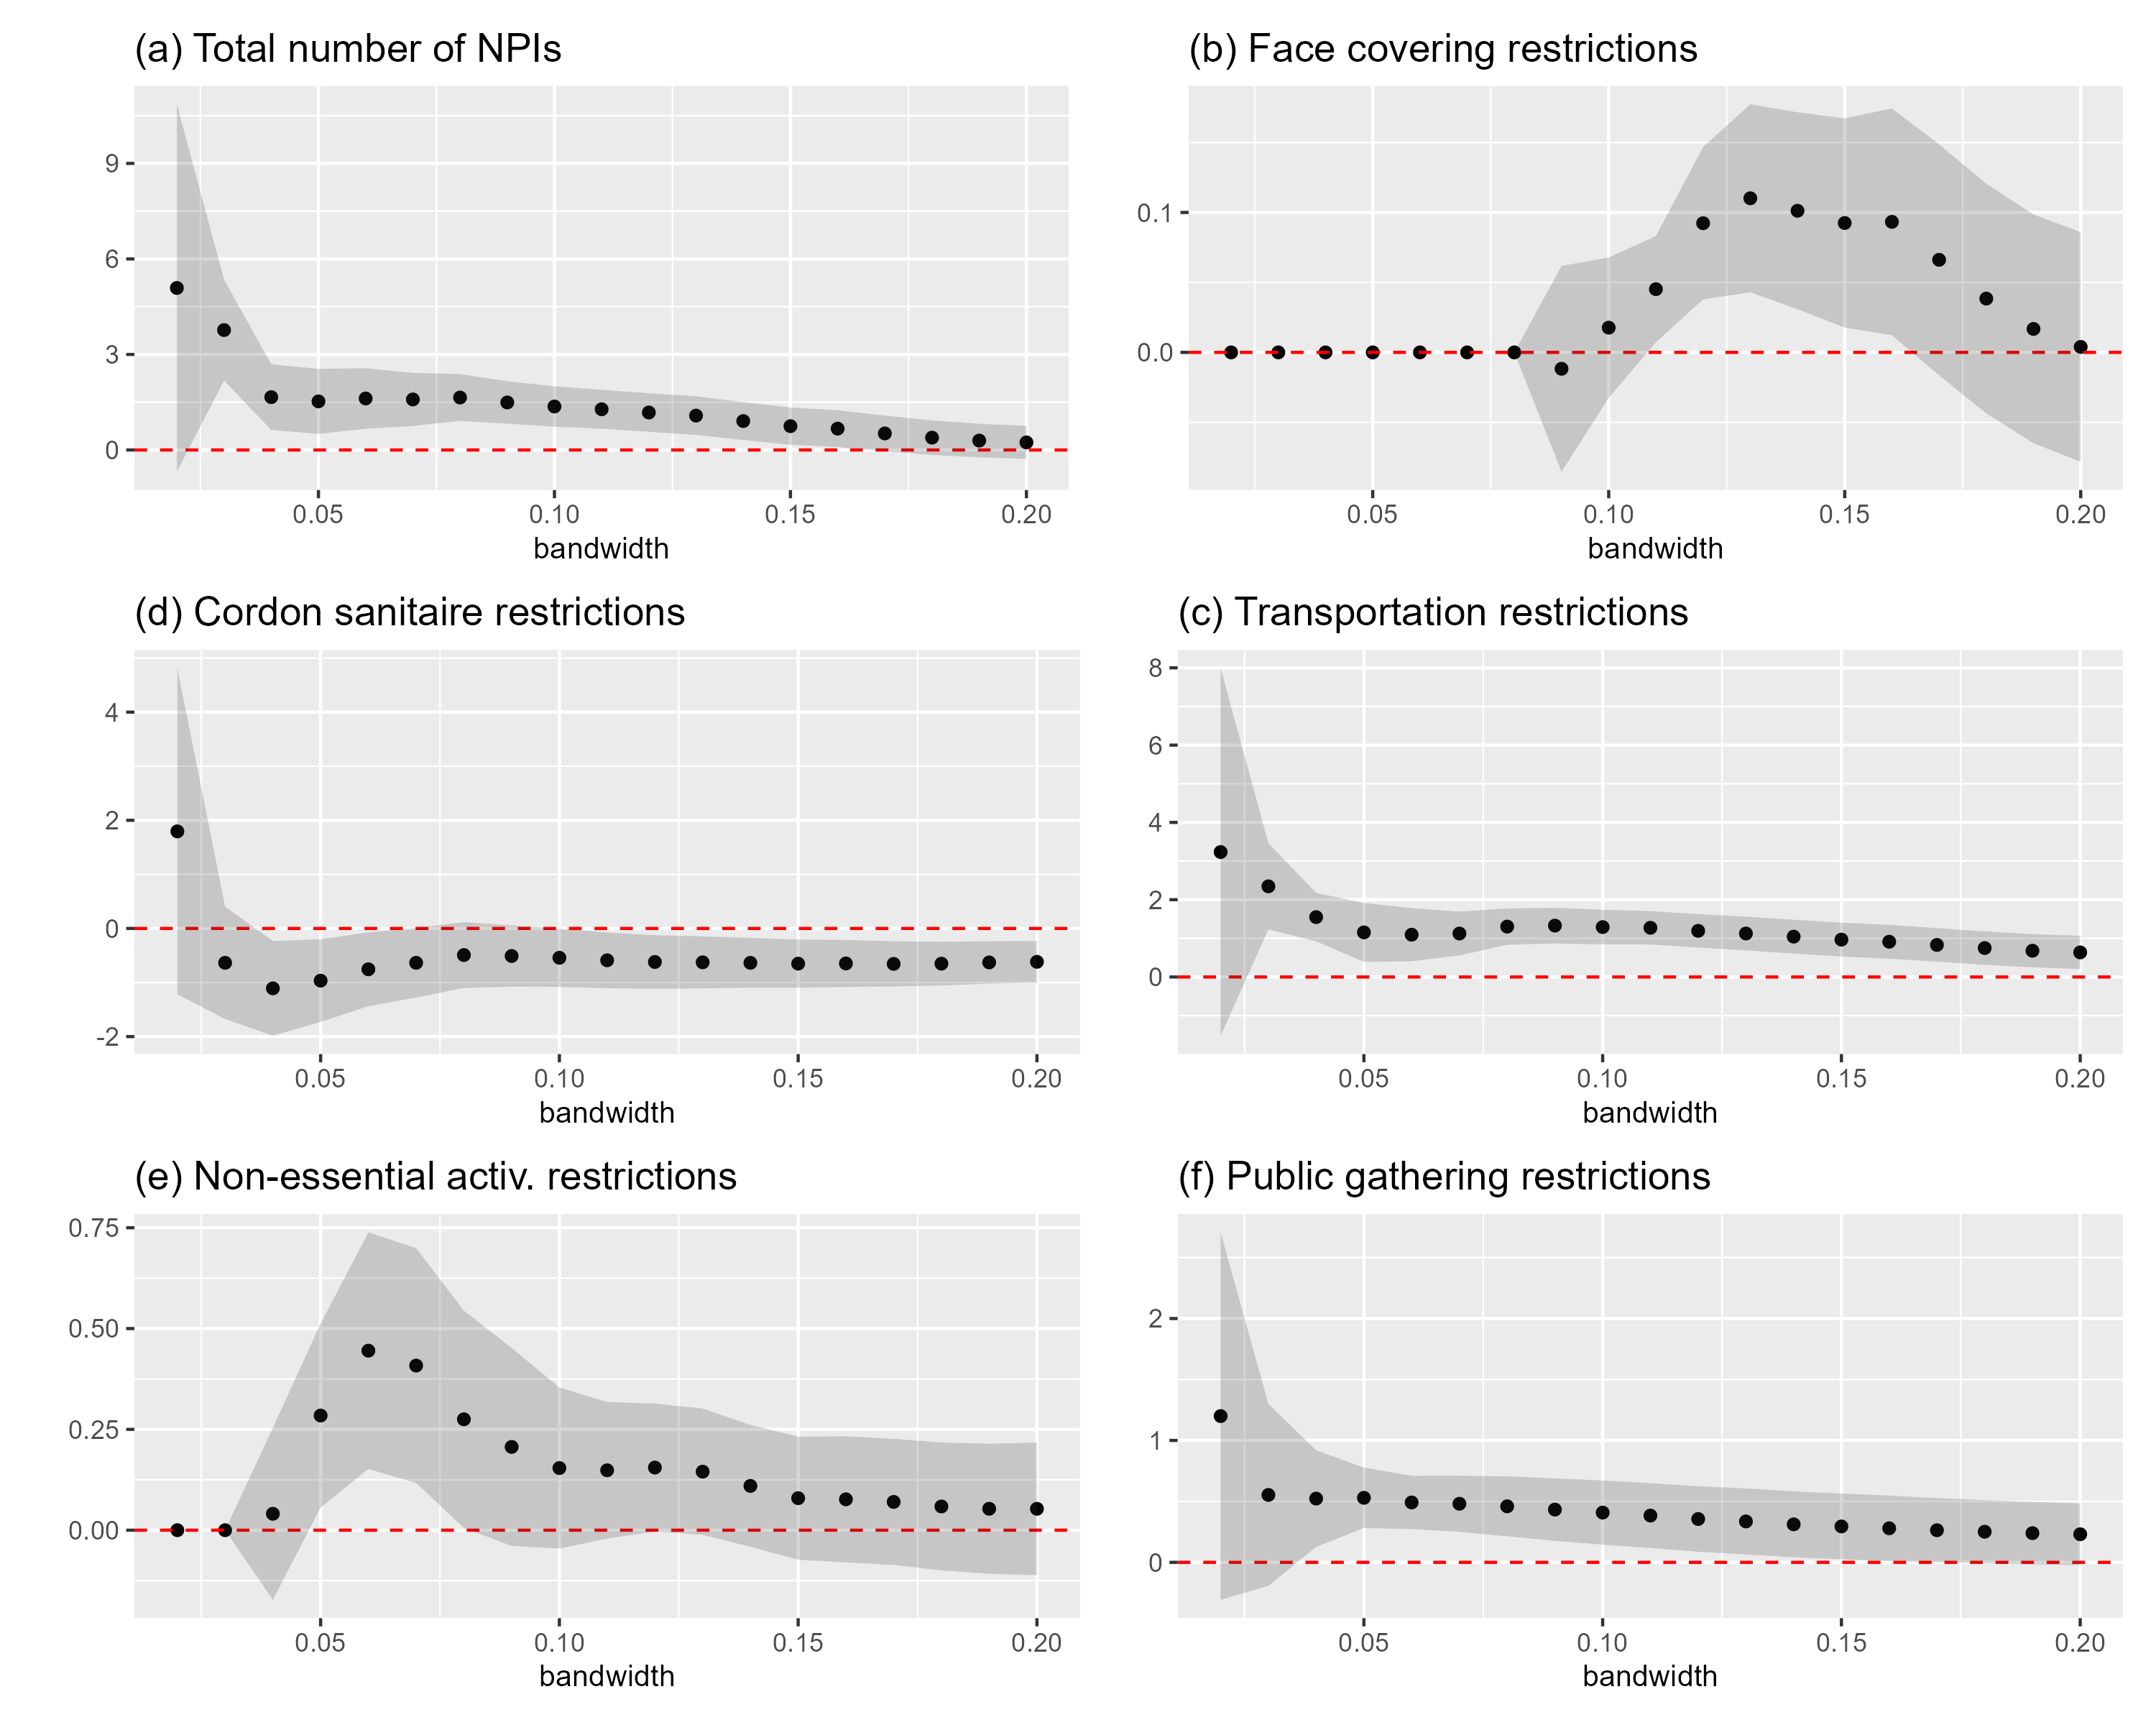 (a) Total number of NPIs
9
6
3
0
0.05 0.10 0.15 0.20
bandwidth
(b) Face covering restrictions
0.1
0.0
0.05 0.10 0.15 0.20
bandwidth
(d) Cordon sanitaire restrictions
4
2
0
-2
0.05 0.10 0.15 0.20
bandwidth
(c) Transportation restrictions
8
6
4
2
0
0.05 0.10 0.15 0.20
bandwidth
(e) Non-essential activ. restrictions
0.75
0.50
0.25
0.00
0.05 0.10 0.15 0.20
bandwidth
(f) Public gathering restrictions
2
1
0
0.05 0.10 0.15 0.20
bandwidth